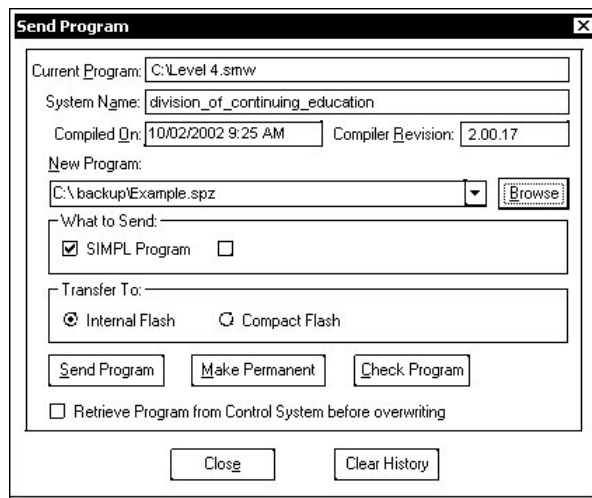 Send Program
Current Program: C:\Level 4.smw
System Name: division_of_continuing_education
Compiled On: 10/02/2002 9:25 AM Compiler Revision: 2.00.17
New Program:
C:\ backup\Example.spz Browse
What to Send:
SIMPL Program
Transfer To:
Internal Flash Compact Flash
Send Program Make Permanent Check Program
Retrieve Program from Control System before overwriting
Close Clear History